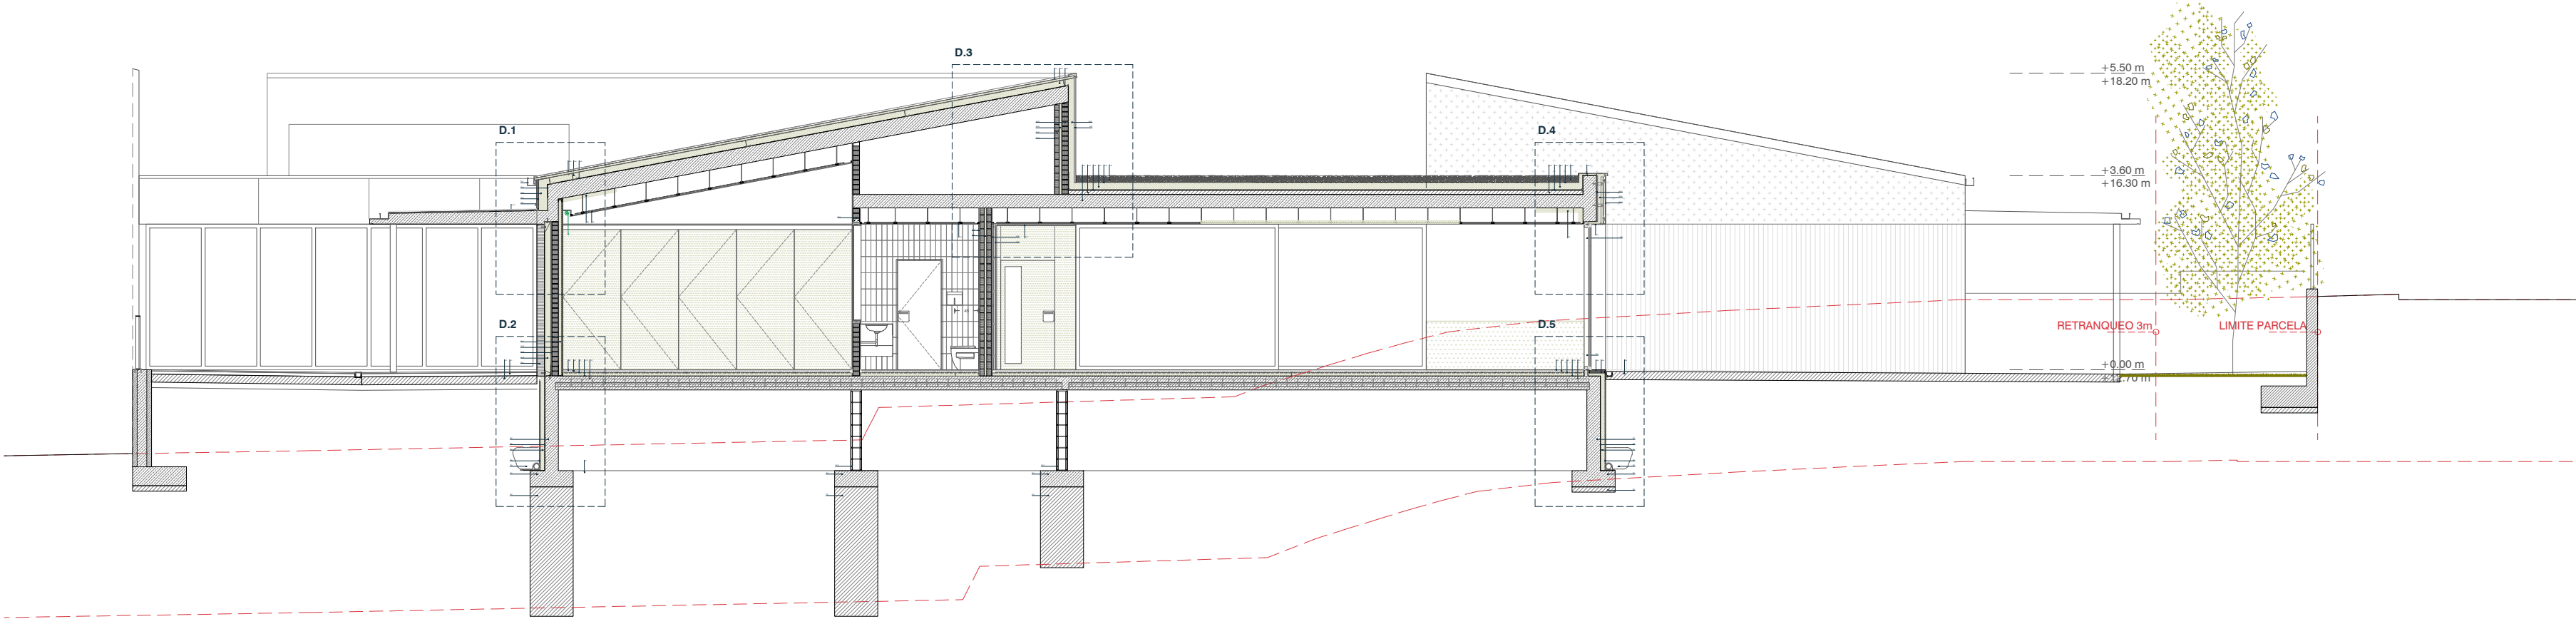 D.3
+5.50 m
+18.20 m
D.1
D.4
+3.60 m
+16.30 m
D.2
D.5
RETRANQUEO 3m
LIMITE PARCELA
+0.00 m